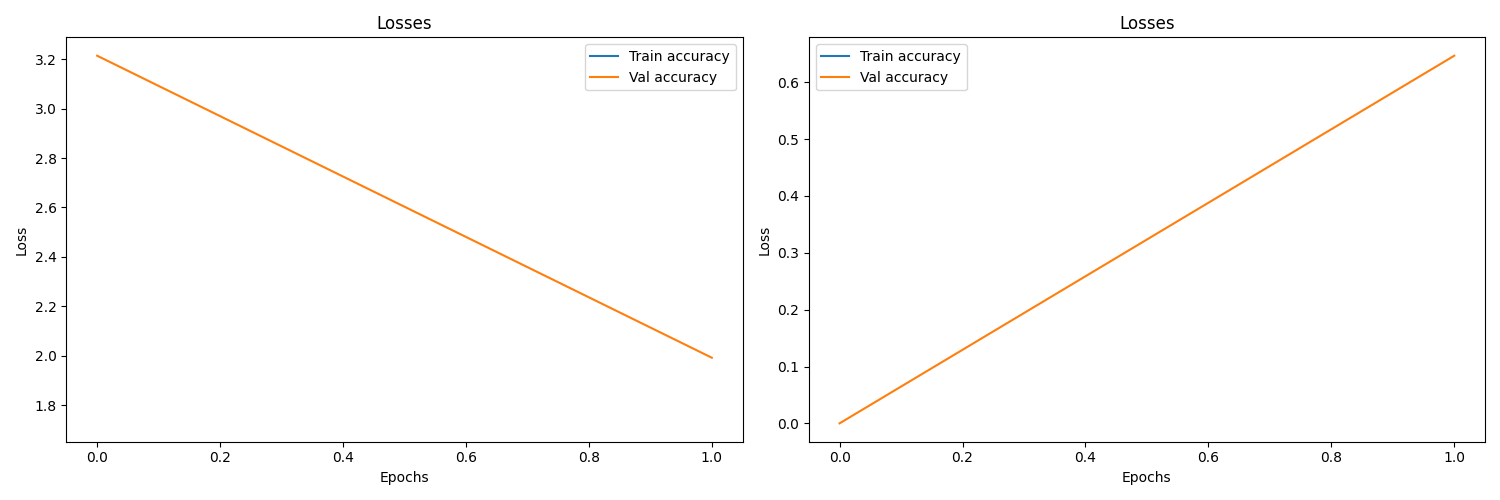 Losses
3.2
3.0
2.8
2.6
2.4
2.2
2.0
1.8
Loss
0.0 0.2 0.4 0.6 0.8 1.0
Epochs
Train accuracy
Val accuracy
Losses
0.6
0.5
0.4
0.3
0.2
0.1
0.0
Loss
0.0 0.2 0.4 0.6 0.8 1.0
Epochs
Train accuracy
Val accuracy